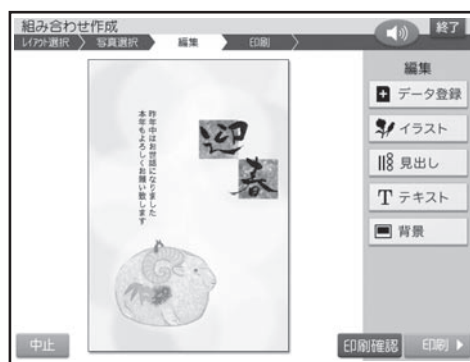 組み合わせ作成
終了
レイアウト選択
写真選択
編集
印刷
迎
春
昨年中はお世話になりました
本年もよろしくお願い致します
編集
データ登録
イラスト
見出し
T テキスト
背景
中止
印刷確認
印刷